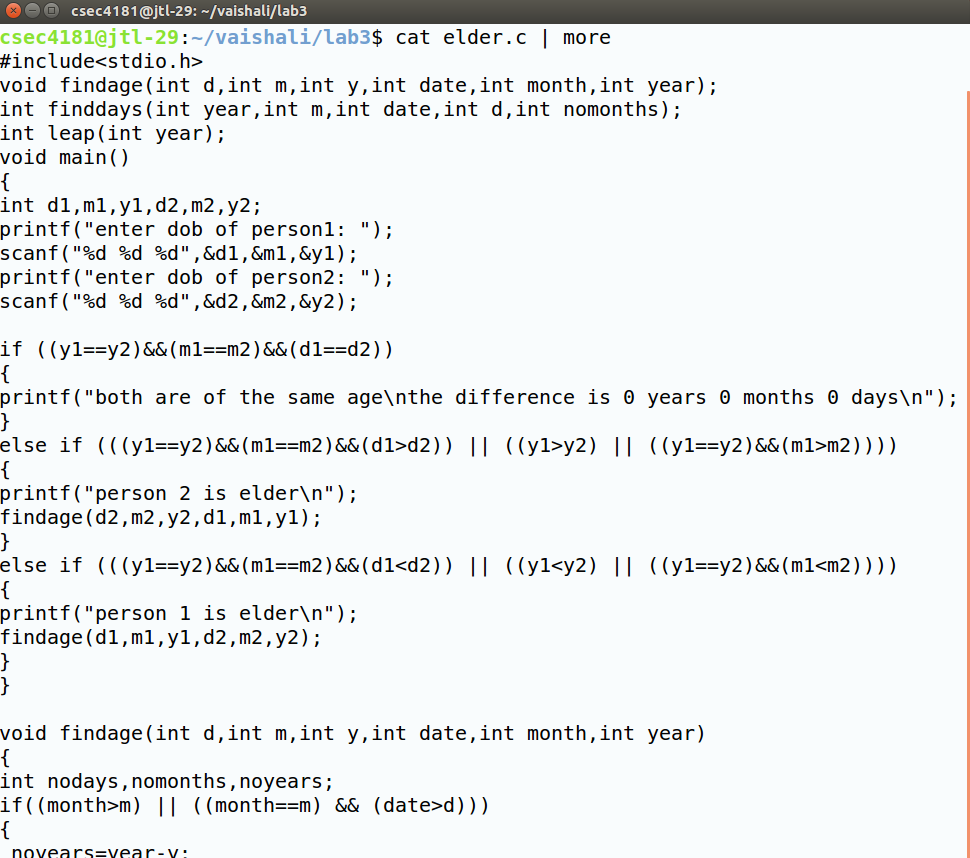 csec4181@jtl-29: ~/vaishali/lab3
csec4181@jtl-29:~/vaishali/lab3$ cat elder.c | more
#include<stdio.h>
void findage(int d,int m,int y,int date,int month,int year);
int finddays(int year,int m,int date,int d,int nomonths);
int leap(int year);
void main()
{
int d1,m1,y1,d2,m2,y2;
printf("enter dob of person1: ");
scanf("%d %d %d",&d1,&m1,&y1);
printf("enter dob of person2: ");
scanf("%d %d %d",&d2,&m2,&y2);

if ((y1==y2)&&(m1==m2)&&(d1==d2))
{
printf("both are of the same age\nthe difference is 0 years 0 months 0 days\n");
}
else if (((y1==y2)&&(m1==m2)&&(d1>d2)) || ((y1>y2) || ((y1==y2)&&(m1>m2))))
{
printf("person 2 is elder\n");
findage(d2,m2,y2,d1,m1,y1);
}
else if (((y1==y2)&&(m1==m2)&&(d1<d2)) || ((y1<y2) || ((y1==y2)&&(m1<m2))))
{
printf("person 1 is elder\n");
findage(d1,m1,y1,d2,m2,y2);
}
}

void findage(int d,int m,int y,int date,int month,int year)
{
int nodays,nomonths,noyears;
if((month>m) || ((month==m) && (date>d)))
{
 noyears=year-y;